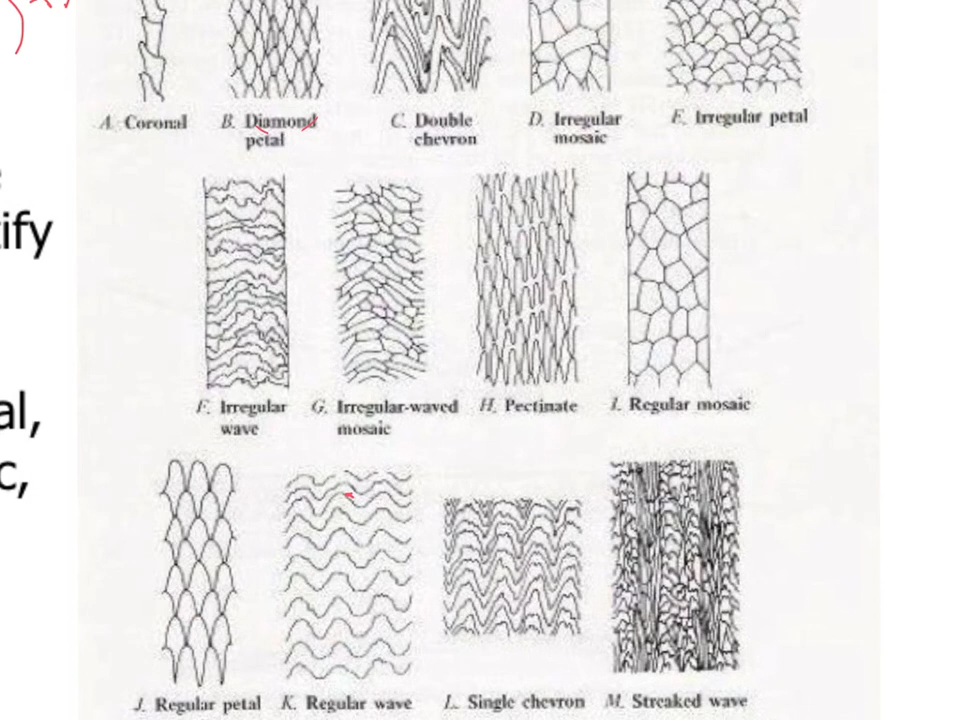 A. Coronal
B. Diamond
petal
C. Double
chevron
D. Irregular
mosaic
E. Irregular petal
tify
F. Irregular
wave
G. Irregular-waved
mosaic
H. Pectinate
I. Regular mosaic
al,
c,
J. Regular petal
K. Regular wave
L. Single chevron
M. Streaked wave